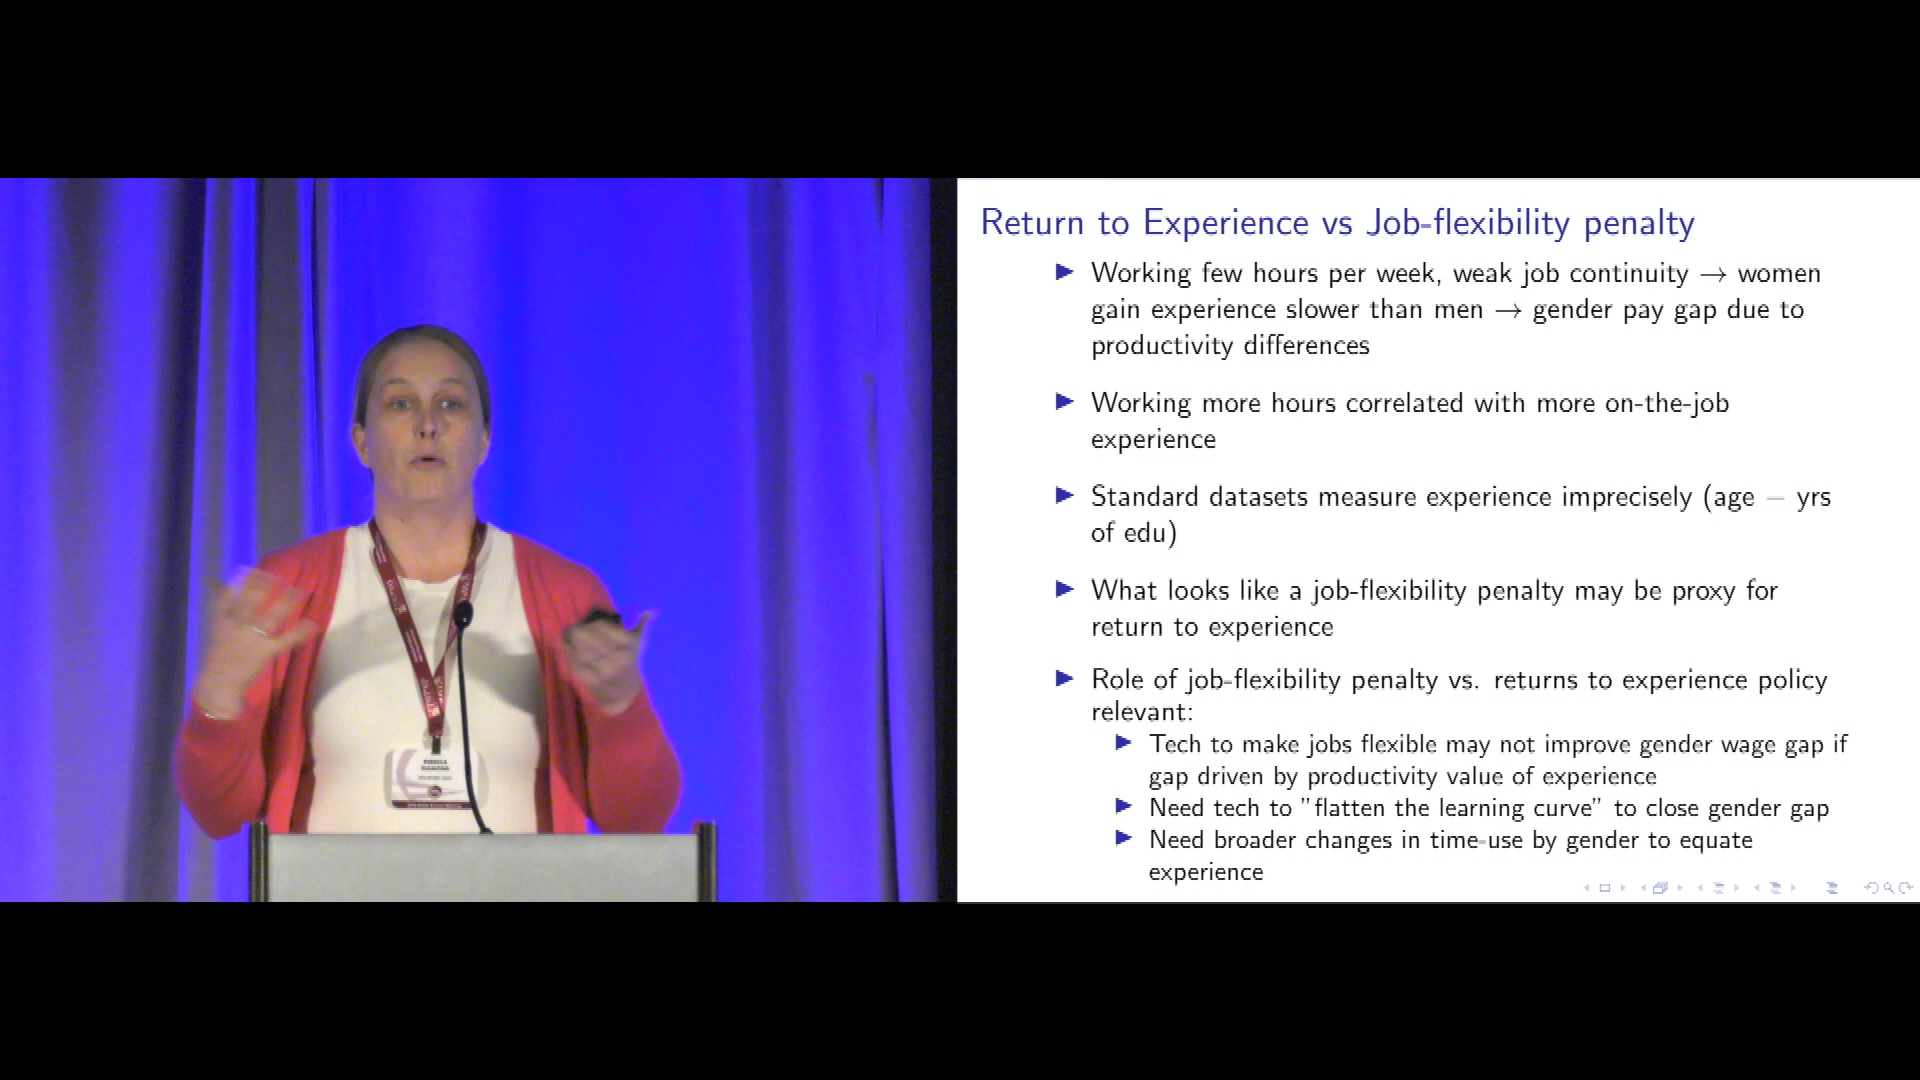 Return to Experience vs Job-flexibility penalty
Working few hours per week, weak job continuity → women
gain experience slower than men → gender pay gap due to
productivity differences
Working more hours correlated with more on-the-job
experience
Standard datasets measure experience imprecisely (age − yrs
of edu)
What looks like a job-flexibility penalty may be proxy for
return to experience
Role of job-flexibility penalty vs. returns to experience policy
relevant:
Tech to make jobs flexible may not improve gender wage gap if
gap driven by productivity value of experience
Need tech to "flatten the learning curve" to close gender gap
Need broader changes in time-use by gender to equate
experience
REBECCA